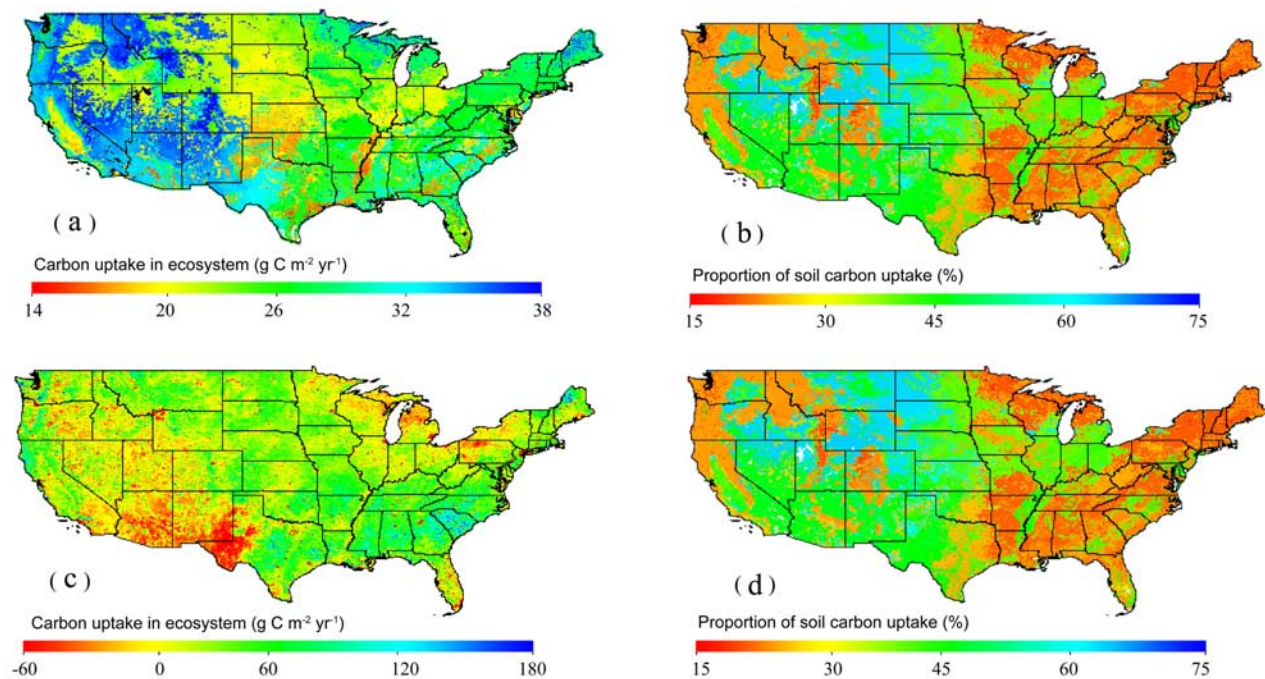 ( a )
Carbon uptake in ecosystem (g C m⁻² yr⁻¹)
14 20 26 32 38
( b )
Proportion of soil carbon uptake (%)
15 30 45 60 75
( c )
Carbon uptake in ecosystem (g C m⁻² yr⁻¹)
-60 0 60 120 180
( d )
Proportion of soil carbon uptake (%)
15 30 45 60 75